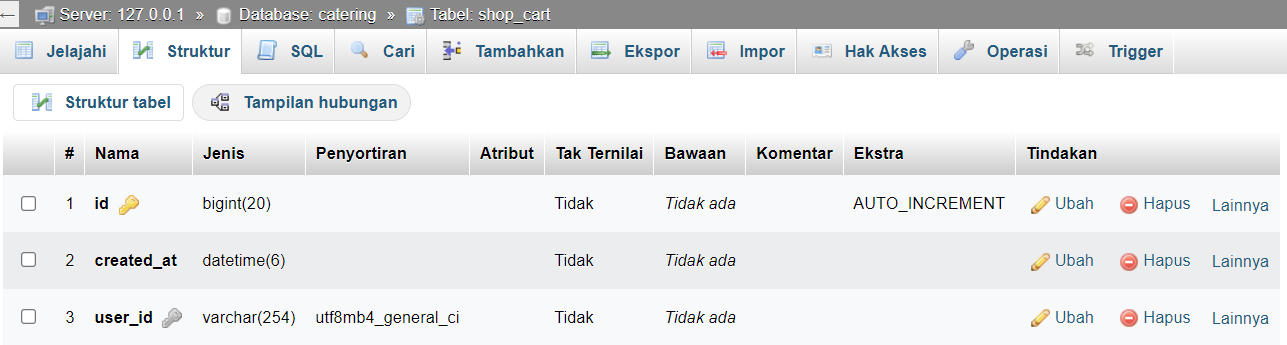 Server: 127.0.0.1 » Database: catering » Tabel: shop_cart
Jelajahi Struktur SQL Cari Tambahkan Ekspor Impor Hak Akses Operasi Trigger
Struktur tabel Tampilan hubungan
# Nama Jenis Penyortiran Atribut Tak Ternilai Bawaan Komentar Ekstra Tindakan
1 id bigint(20) Tidak Tidak ada AUTO_INCREMENT Ubah Hapus Lainnya
2 created_at datetime(6) Tidak Tidak ada Ubah Hapus Lainnya
3 user_id varchar(254) utf8mb4_general_ci Tidak Tidak ada Ubah Hapus Lainnya